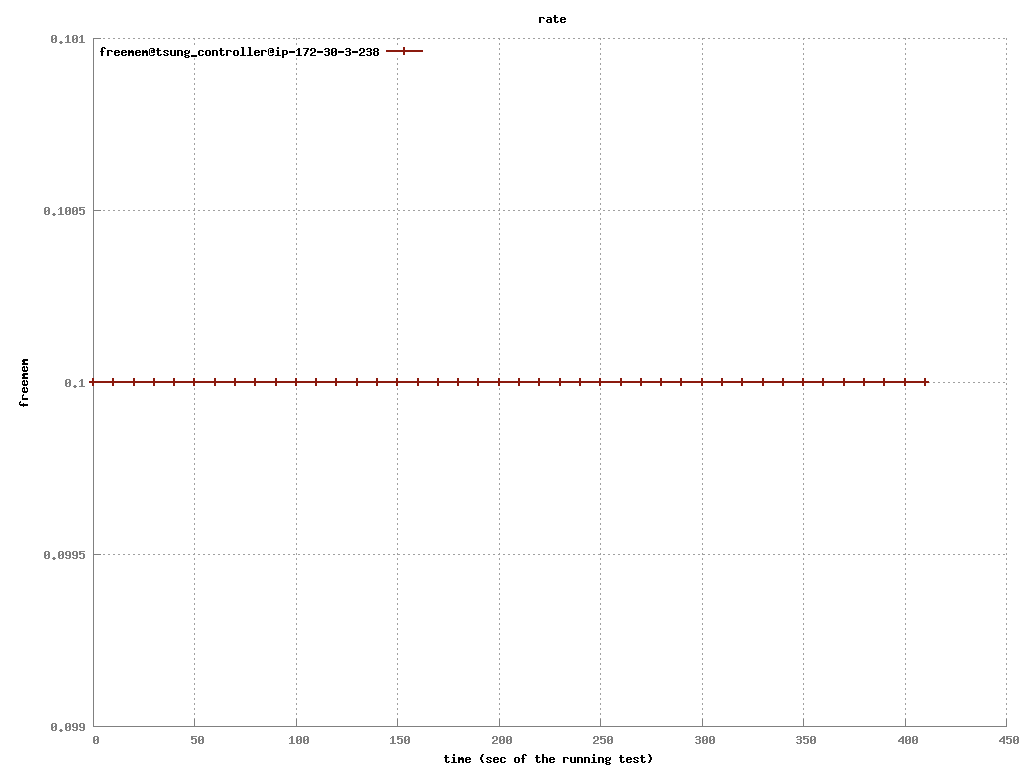 rate
0.101
freemem@tsung_controller@ip-172-30-3-238
0.1005
0.1
freemem
0.0995
0.099
0 50 100 150 200 250 300 350 400 450
time (sec of the running test)